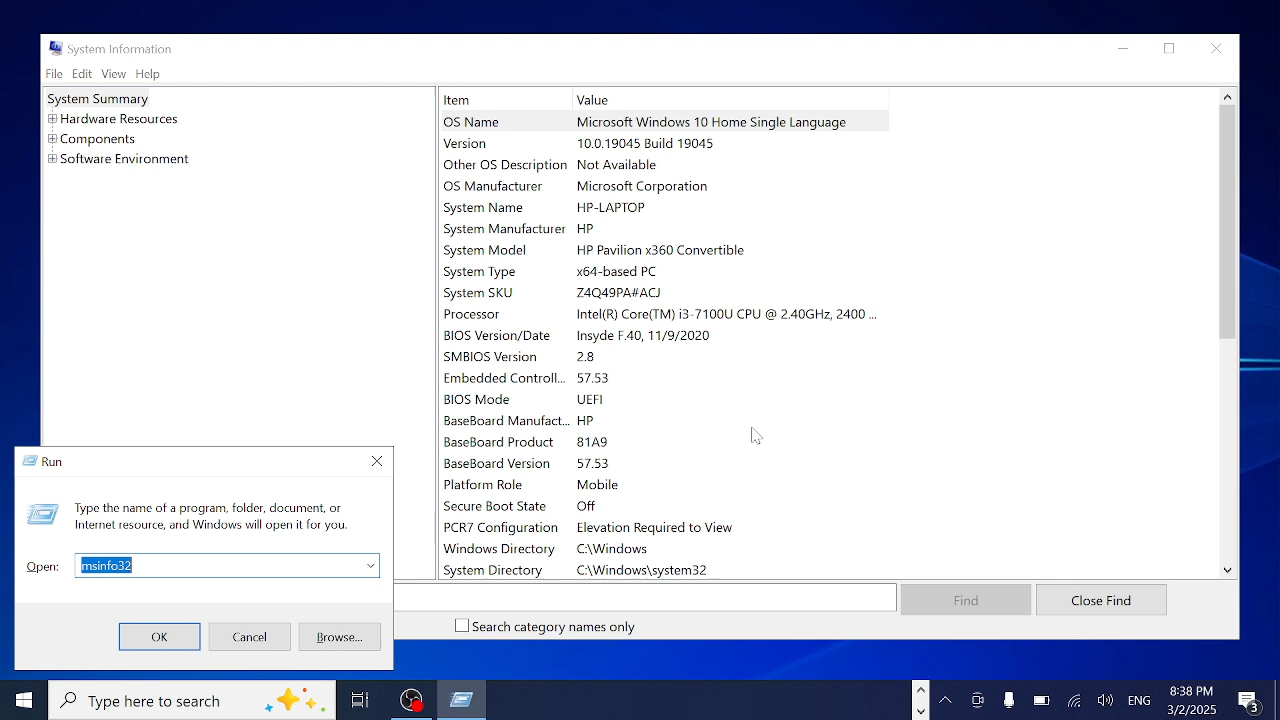 System Information
File Edit View Help
System Summary
Hardware Resources
Components
Software Environment
Item Value
OS Name Microsoft Windows 10 Home Single Language
Version 10.0.19045 Build 19045
Other OS Description Not Available
OS Manufacturer Microsoft Corporation
System Name HP-LAPTOP
System Manufacturer HP
System Model HP Pavilion x360 Convertible
System Type x64-based PC
System SKU Z4Q49PA#ACJ
Processor Intel(R) Core(TM) i3-7100U CPU @ 2.40GHz, 2400 ...
BIOS Version/Date Insyde F.40, 11/9/2020
SMBIOS Version 2.8
Embedded Controll... 57.53
BIOS Mode UEFI
BaseBoard Manufact... HP
BaseBoard Product 81A9
BaseBoard Version 57.53
Platform Role Mobile
Secure Boot State Off
PCR7 Configuration Elevation Required to View
Windows Directory C:\Windows
System Directory C:\Windows\system32
Find Close Find
Search category names only
Run
Type the name of a program, folder, document, or
Internet resource, and Windows will open it for you.
Open: msinfo32
OK Cancel Browse...
Type here to search
ENG
8:38 PM
3/2/2025
3